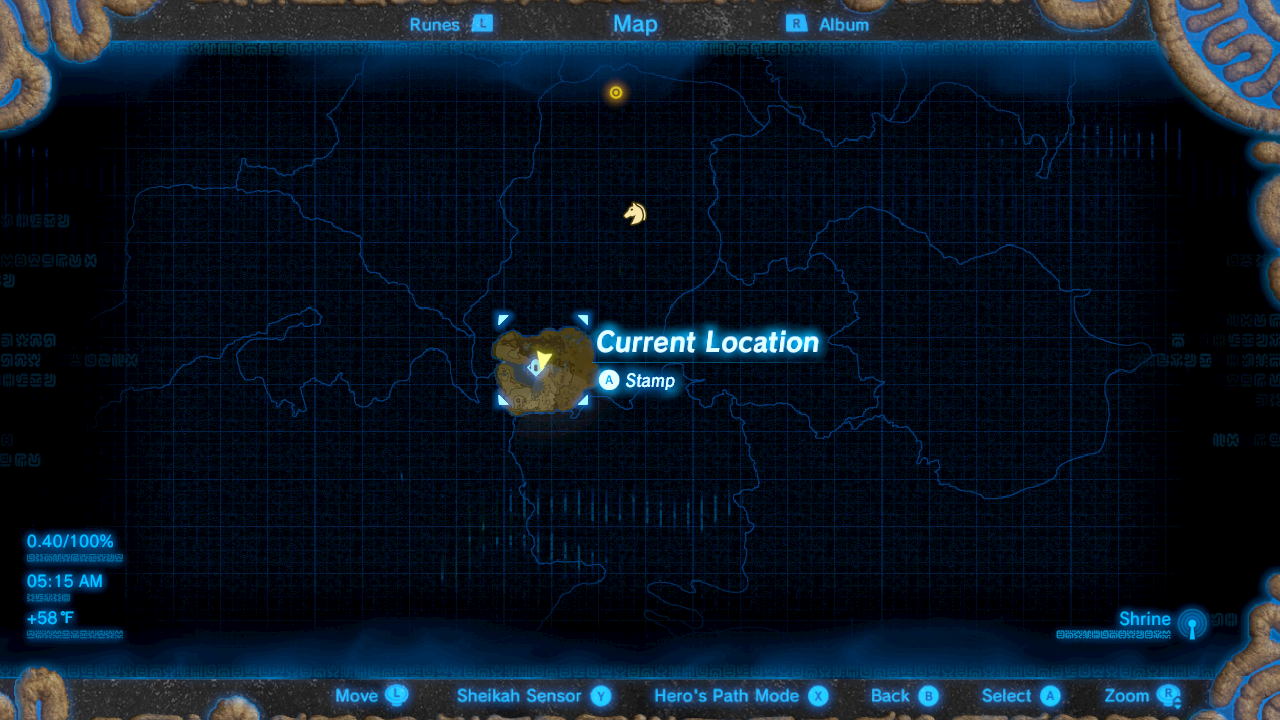 Runes L
Map
R Album
Current Location
A Stamp
0.40/100%
05:15 AM
+58°F
Shrine
Move L
Sheikah Sensor Y
Hero's Path Mode X
Back B
Select A
Zoom R